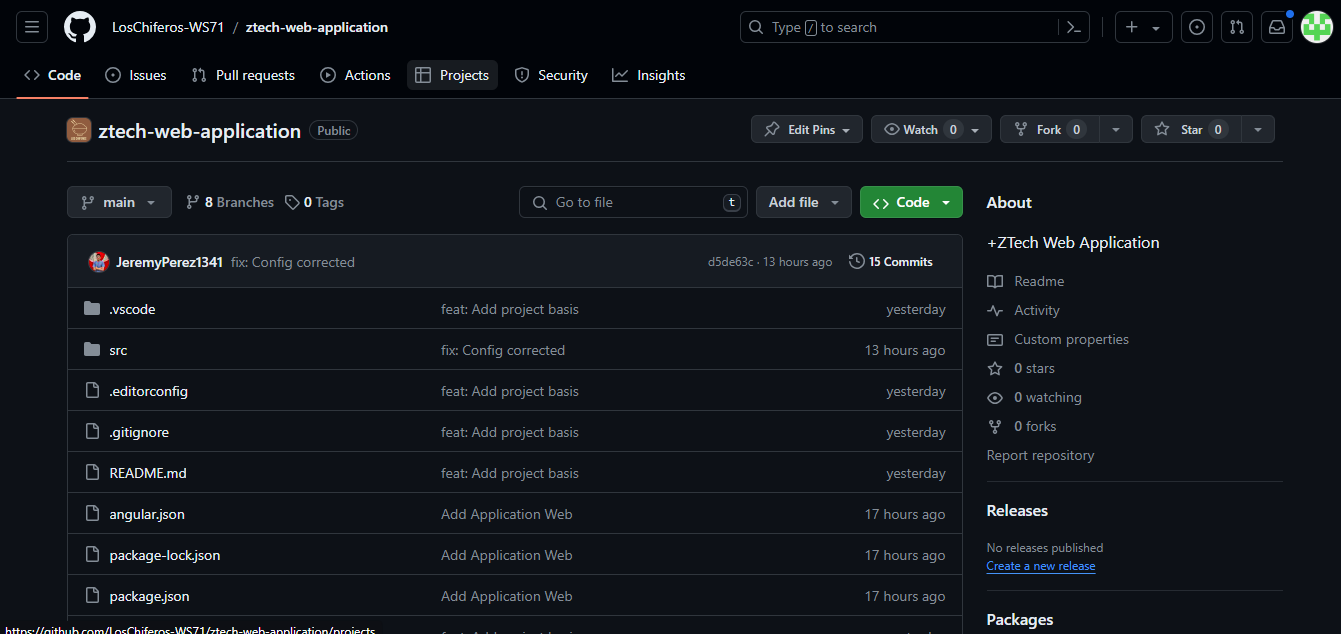 LosChiferos-WS71 / ztech-web-application
Type / to search
Code Issues Pull requests Actions Projects Security Insights
ztech-web-application Public
Edit Pins Watch 0 Fork 0 Star 0
main 8 Branches 0 Tags
Go to file t
Add file
Code
JeremyPerez1341 fix: Config corrected d5de63c · 13 hours ago 15 Commits
.vscode feat: Add project basis yesterday
src fix: Config corrected 13 hours ago
.editorconfig feat: Add project basis yesterday
.gitignore feat: Add project basis yesterday
README.md feat: Add project basis yesterday
angular.json Add Application Web 17 hours ago
package-lock.json Add Application Web 17 hours ago
package.json Add Application Web 17 hours ago
About
+ZTech Web Application
Readme
Activity
Custom properties
0 stars
0 watching
0 forks
Report repository
Releases
No releases published
Create a new release
Packages
https://github.com/LosChiferos-WS71/ztech-web-application/projects